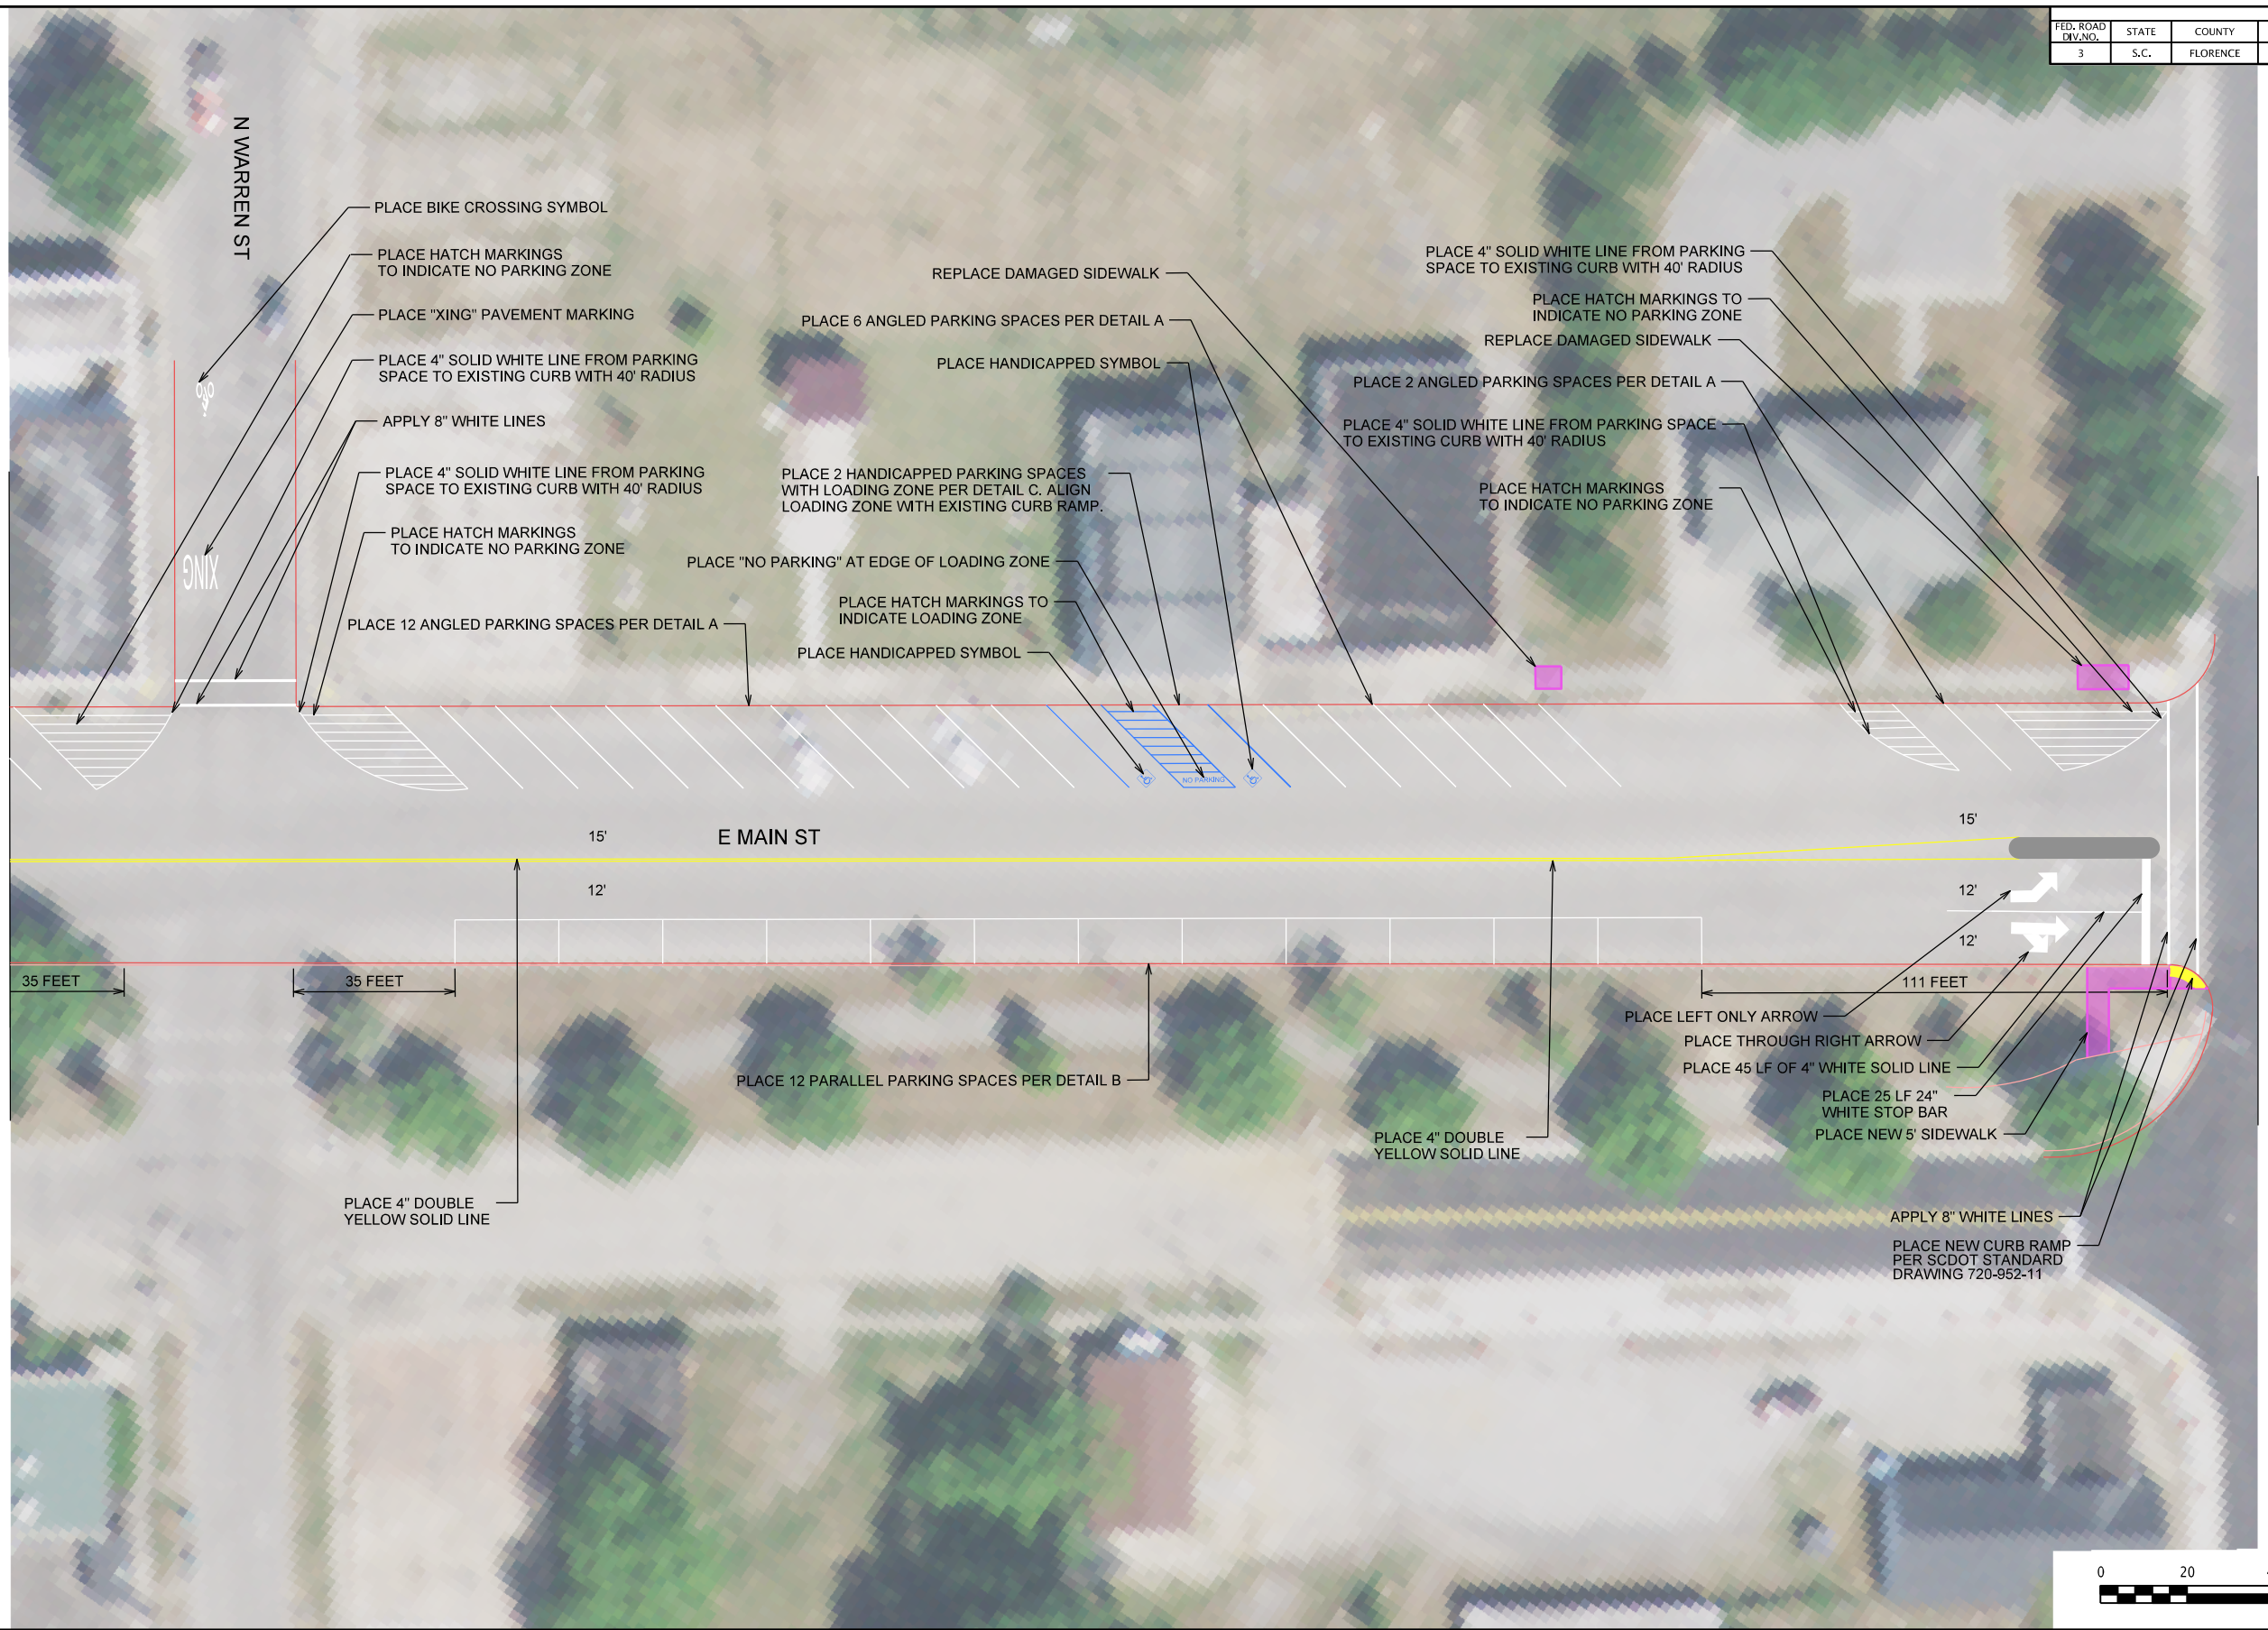 FED. ROAD DIV.NO.
STATE
COUNTY
3
S.C.
FLORENCE
N WARREN ST
PLACE BIKE CROSSING SYMBOL
PLACE HATCH MARKINGS
TO INDICATE NO PARKING ZONE
PLACE "XING" PAVEMENT MARKING
PLACE 4" SOLID WHITE LINE FROM PARKING
SPACE TO EXISTING CURB WITH 40' RADIUS
APPLY 8" WHITE LINES
PLACE 4" SOLID WHITE LINE FROM PARKING
SPACE TO EXISTING CURB WITH 40' RADIUS
PLACE HATCH MARKINGS
TO INDICATE NO PARKING ZONE
XING
PLACE 12 ANGLED PARKING SPACES PER DETAIL A
REPLACE DAMAGED SIDEWALK
PLACE 6 ANGLED PARKING SPACES PER DETAIL A
PLACE HANDICAPPED SYMBOL
PLACE 2 HANDICAPPED PARKING SPACES
WITH LOADING ZONE PER DETAIL C. ALIGN
LOADING ZONE WITH EXISTING CURB RAMP.
PLACE "NO PARKING" AT EDGE OF LOADING ZONE
PLACE HATCH MARKINGS TO
INDICATE LOADING ZONE
PLACE HANDICAPPED SYMBOL
PLACE 4" SOLID WHITE LINE FROM PARKING
SPACE TO EXISTING CURB WITH 40' RADIUS
PLACE HATCH MARKINGS TO
INDICATE NO PARKING ZONE
REPLACE DAMAGED SIDEWALK
PLACE 2 ANGLED PARKING SPACES PER DETAIL A
PLACE 4" SOLID WHITE LINE FROM PARKING SPACE
TO EXISTING CURB WITH 40' RADIUS
PLACE HATCH MARKINGS
TO INDICATE NO PARKING ZONE
NO PARKING
15'
E MAIN ST
15'
12'
12'
12'
35 FEET
35 FEET
111 FEET
PLACE LEFT ONLY ARROW
PLACE THROUGH RIGHT ARROW
PLACE 45 LF OF 4" WHITE SOLID LINE
PLACE 25 LF 24"
WHITE STOP BAR
PLACE NEW 5' SIDEWALK
PLACE 12 PARALLEL PARKING SPACES PER DETAIL B
PLACE 4" DOUBLE
YELLOW SOLID LINE
PLACE 4" DOUBLE
YELLOW SOLID LINE
APPLY 8" WHITE LINES
PLACE NEW CURB RAMP
PER SCDOT STANDARD
DRAWING 720-952-11
0
20